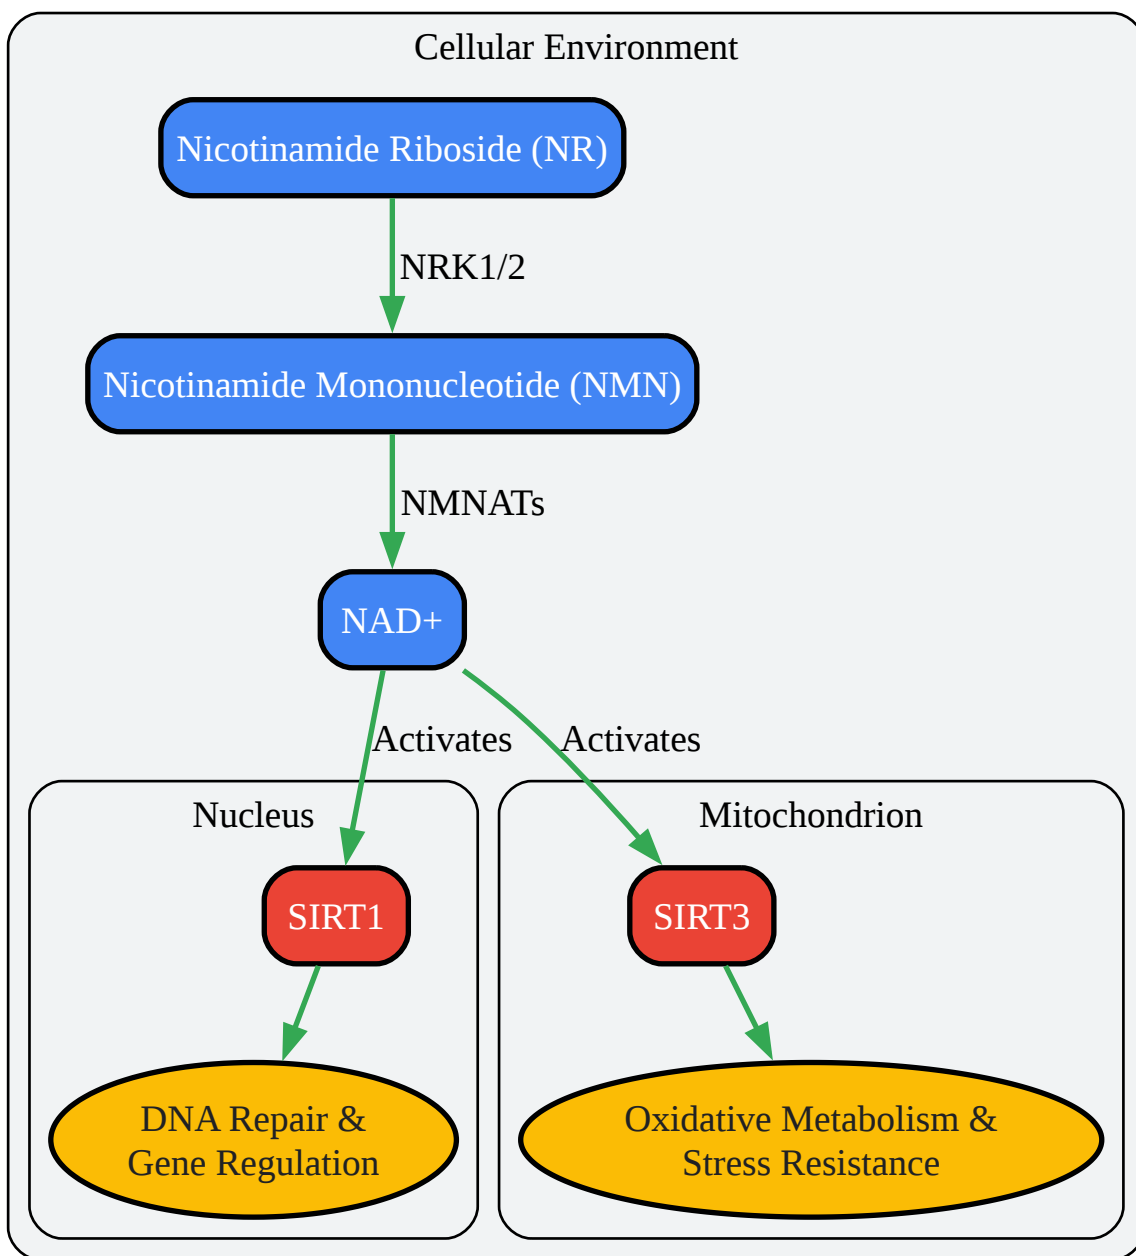 Cellular Environment
Nicotinamide Riboside (NR)
NRK1/2
Nicotinamide Mononucleotide (NMN)
NMNATs
NAD+
Activates
Activates
Nucleus
Mitochondrion
SIRT1
SIRT3
DNA Repair &
Gene Regulation
Oxidative Metabolism &
Stress Resistance